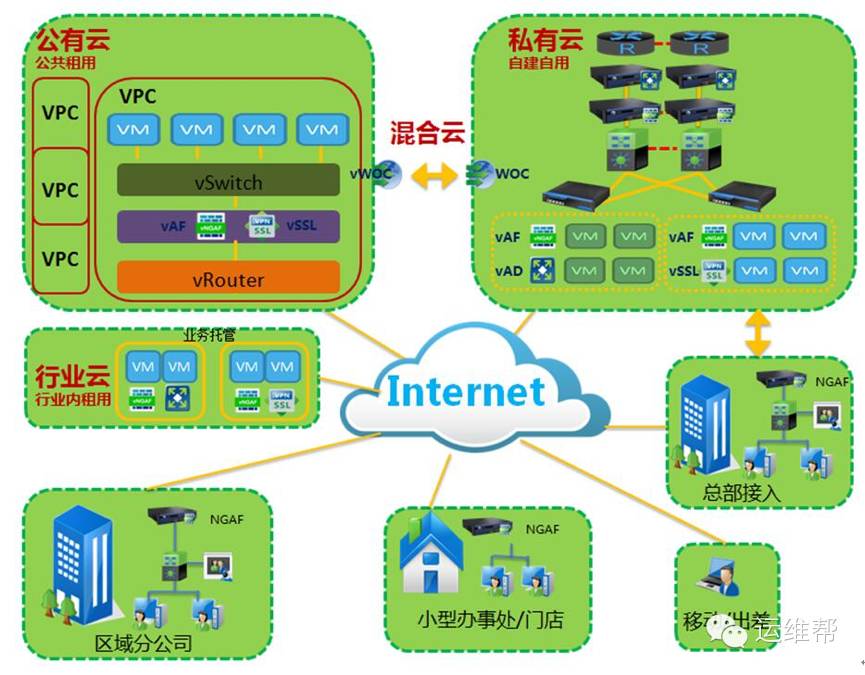 公有云
公共租用
VPC
VPC
VPC
VPC
VM VM VM VM
vSwitch
vAF vNGAF VPN SSL vSSL
vRouter
混合云
vWOC
WOC
私有云
自建自用
R R
vAF vNGAF VM VM
vAD VM VM
vAF vNGAF VM VM
vSSL VPN SSL VM VM
业务托管
行业云
行业内租用
VM VM
vNGAF
VM VM
vNGAF VPN SSL
Internet
NGAF
总部接入
NGAF
区域分公司
NGAF
小型办事处/门店
移动/出差
运维帮